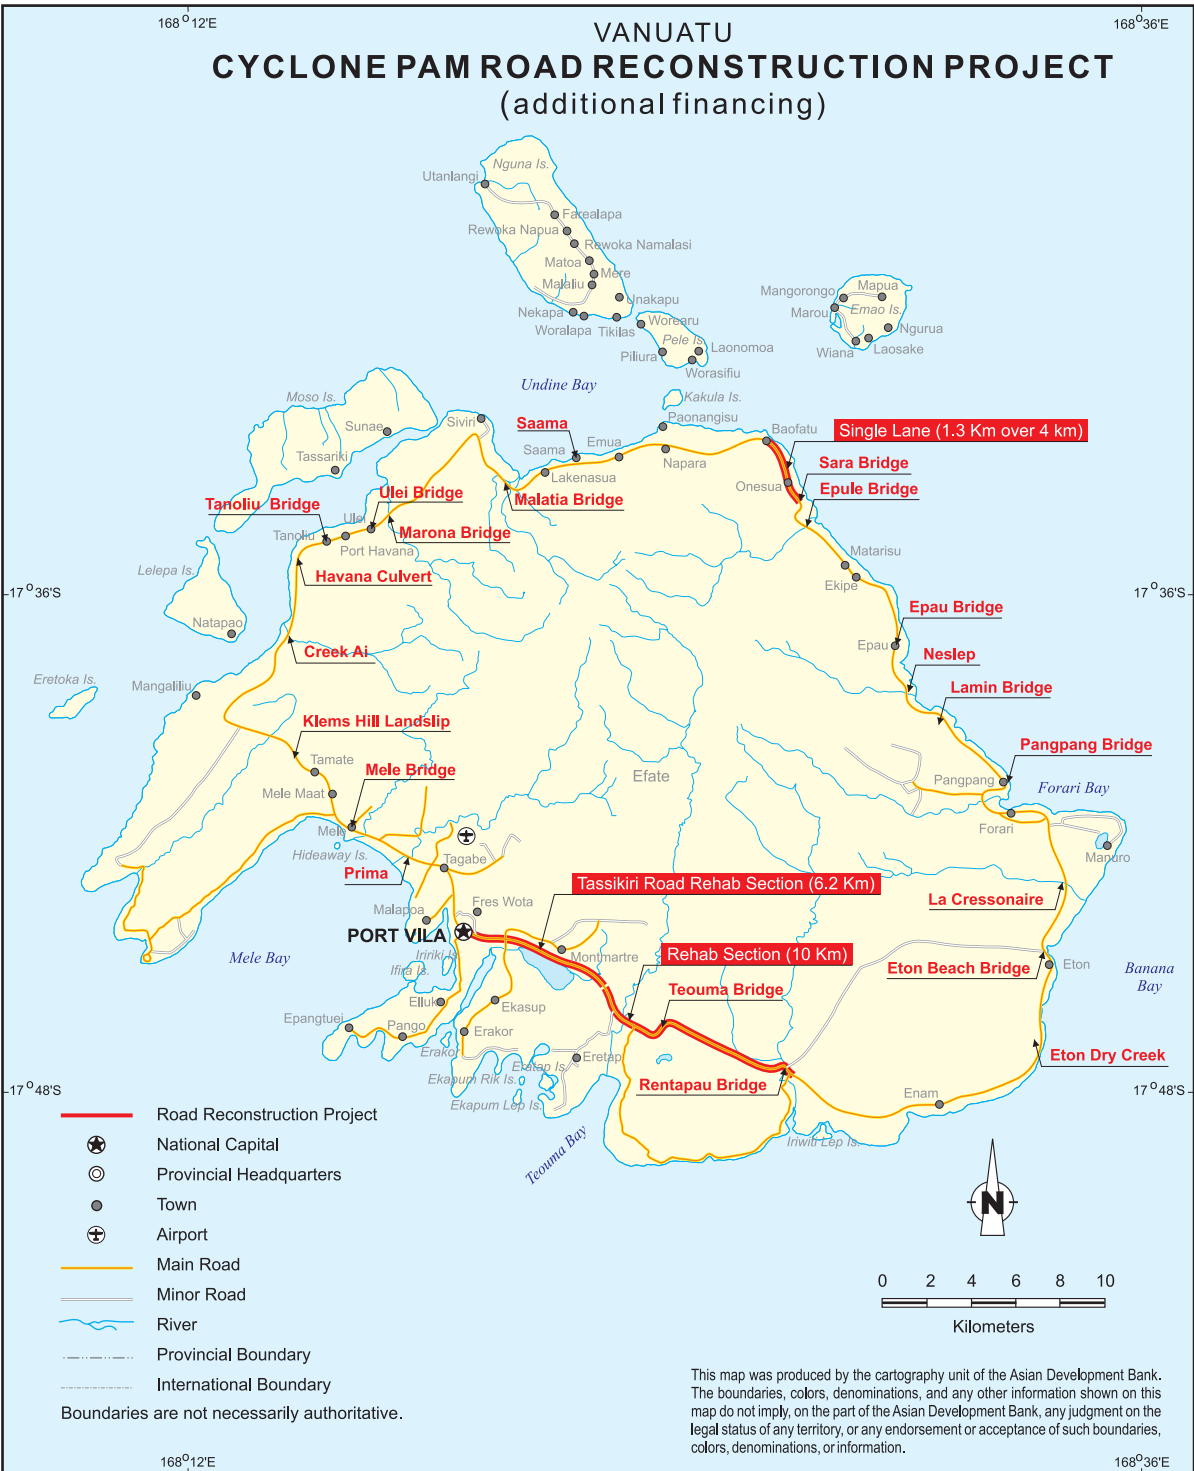 168°12'E
168°36'E
VANUATU
CYCLONE PAM ROAD RECONSTRUCTION PROJECT
(additional financing)
Nguna Is.
Utanlangi
Farealapa
Rewoka Napua
Rewoka Namalasi
Matoa
Mere
Malaliu
Unakapu
Nekapa
Woralapa
Tikilas
Worearu
Pele Is.
Piliura
Laonomoa
Worasifiu
Mangorongo
Mapua
Marou
Emao Is.
Ngurua
Wiana
Laosake
Undine Bay
Kakula Is.
Moso Is.
Sunae
Siviri
Saama
Paonangisu
Baofatu
Single Lane (1.3 Km over 4 km)
Saama
Emua
Napara
Tassariki
Lakenasua
Sara Bridge
Onesua
Epule Bridge
Ulei Bridge
Malatia Bridge
Tanoliu Bridge
Ulei
Marona Bridge
Tanoliu
Port Havana
Matarisu
Lelepa Is.
Havana Culvert
Ekipe
17°36'S
17°36'S
Epau Bridge
Natapao
Creek Ai
Epau
Neslep
Eretoka Is.
Mangaliliu
Lamin Bridge
Klems Hill Landslip
Pangpang Bridge
Tamate
Mele Bridge
Efate
Pangpang
Mele Maat
Forari Bay
Mele
Forari
Hideaway Is.
Manuro
Prima
Tagabe
Tassikiri Road Rehab Section (6.2 Km)
La Cressonaire
Fres Wota
Malapoa
PORT VILA
Mele Bay
Iririki Is.
Montmartre
Rehab Section (10 Km)
Ifira Is.
Eton Beach Bridge
Eton
Banana
Bay
Teouma Bridge
Elluk
Ekasup
Epangtuei
Pango
Erakor
Erakor
Eratap Is.
Eretap
Eton Dry Creek
Ekapum Rik Is.
Rentapau Bridge
Enam
Ekapum Lep Is.
17°48'S
17°48'S
Teouma Bay
Iriwiti Lep Is.
Road Reconstruction Project
National Capital
Provincial Headquarters
Town
Airport
Main Road
Minor Road
River
Provincial Boundary
International Boundary
Boundaries are not necessarily authoritative.
N
0 2 4 6 8 10
Kilometers
This map was produced by the cartography unit of the Asian Development Bank.
The boundaries, colors, denominations, and any other information shown on this
map do not imply, on the part of the Asian Development Bank, any judgment on the
legal status of any territory, or any endorsement or acceptance of such boundaries,
colors, denominations, or information.
168°12'E
168°36'E